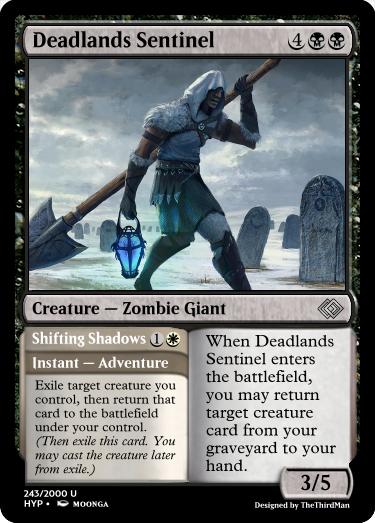 Deadlands Sentinel 4
Creature — Zombie Giant
Shifting Shadows 1
Instant — Adventure
Exile target creature you
control, then return that
card to the battlefield
under your control.
(Then exile this card. You
may cast the creature later
from exile.)
When Deadlands
Sentinel enters
the battlefield,
you may return
target creature
card from your
graveyard to your
hand.
3/5
243/2000 U
HYP • MOONGA
Designed by TheThirdMan